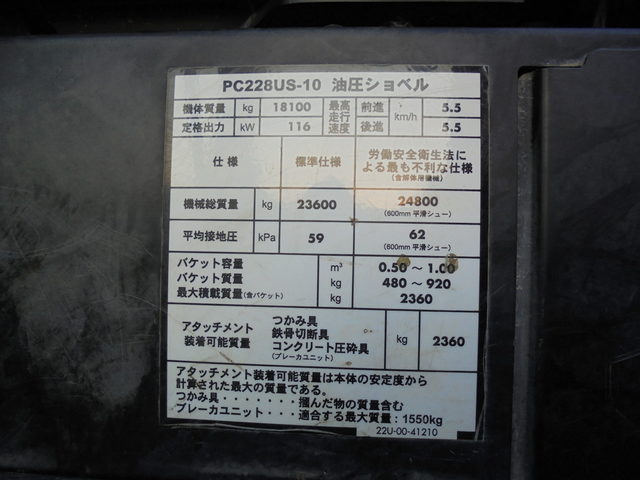 PC228US-10 油圧ショベル
機体質量 kg 18100 最高走行速度 前進 km/h 5.5
定格出力 kW 116 後進 5.5
仕様 標準仕様 労働安全衛生法による最も不利な仕様 (含解体用機械)
機械総質量 kg 23600 24800 (600mm 平滑シュー)
平均接地圧 kPa 59 62 (600mm 平滑シュー)
バケット容量 m³ 0.50 〜 1.00
バケット質量 kg 480 〜 920
最大積載質量(含バケット) kg 2360
アタッチメント装着可能質量 つかみ具 鉄骨切断具 コンクリート圧砕具 (ブレーカユニット) kg 2360
アタッチメント装着可能質量は本体の安定度から
計算された最大の質量である。
つかみ具・・・・・・・掴んだ物の質量含む
ブレーカユニット・・・適合する最大質量:1550kg
22U-00-41210